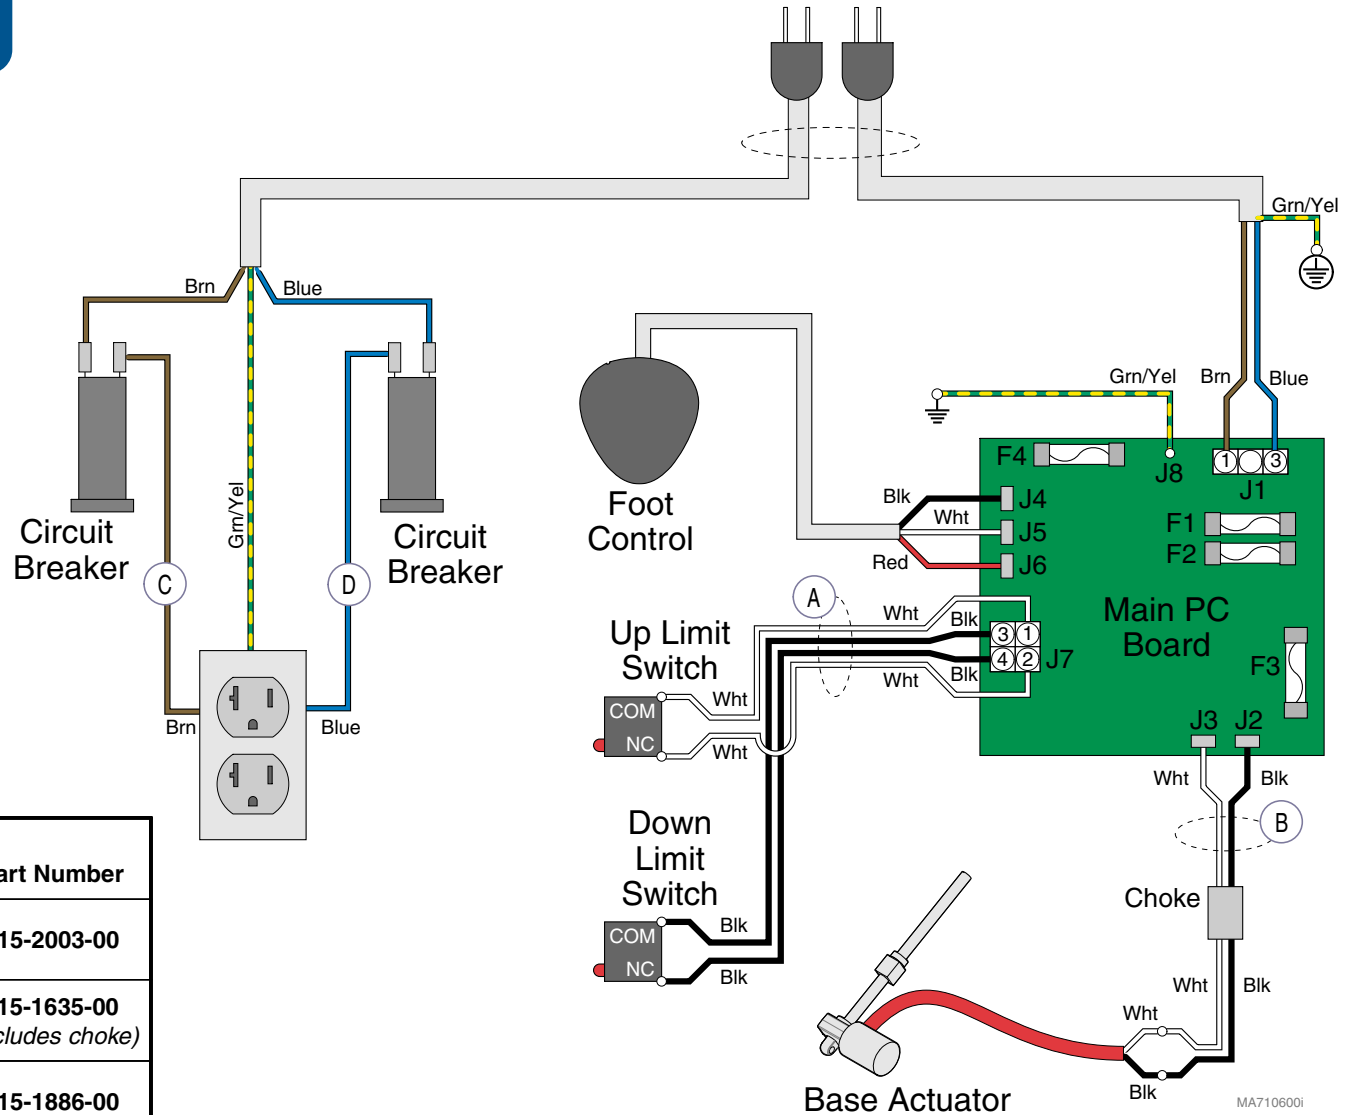 Grn/Yel
Brn
Blue
Grn/Yel
Brn
Blue
F4
J8
1
3
J1
Blk
J4
Foot
Control
Wht
J5
F1
Red
J6
F2
Circuit
Breaker
Grn/Yel
Circuit
Breaker
C
D
A
Main PC
Board
Wht
Blk
3
1
4
2
J7
Blk
Wht
F3
Up Limit
Switch
COM
NC
Wht
Wht
Brn
Blue
J3
J2
Wht
Blk
B
Down
Limit
Switch
COM
NC
Blk
Blk
Choke
Wht
Blk
Wht
Blk
Base Actuator
art Number
15-2003-00
15-1635-00
cludes choke)
15-1886-00
MA710600i